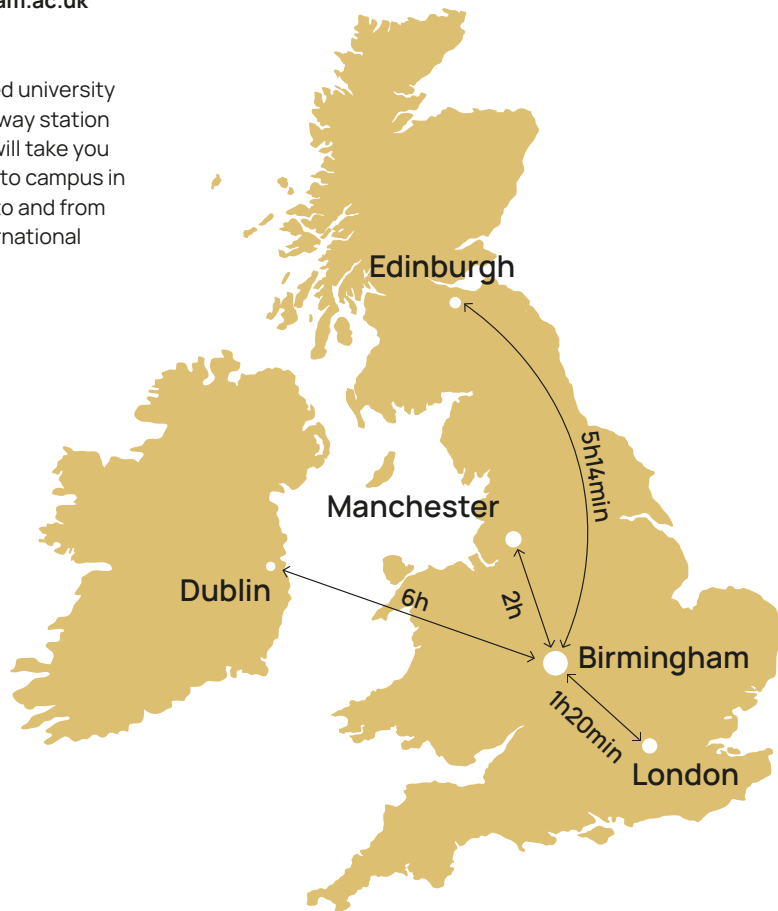 am.ac.uk
ed university
way station
will take you
to campus in
to and from
rnational
Edinburgh
5h14min
Manchester
Dublin
6h
2h
Birmingham
1h20min
London